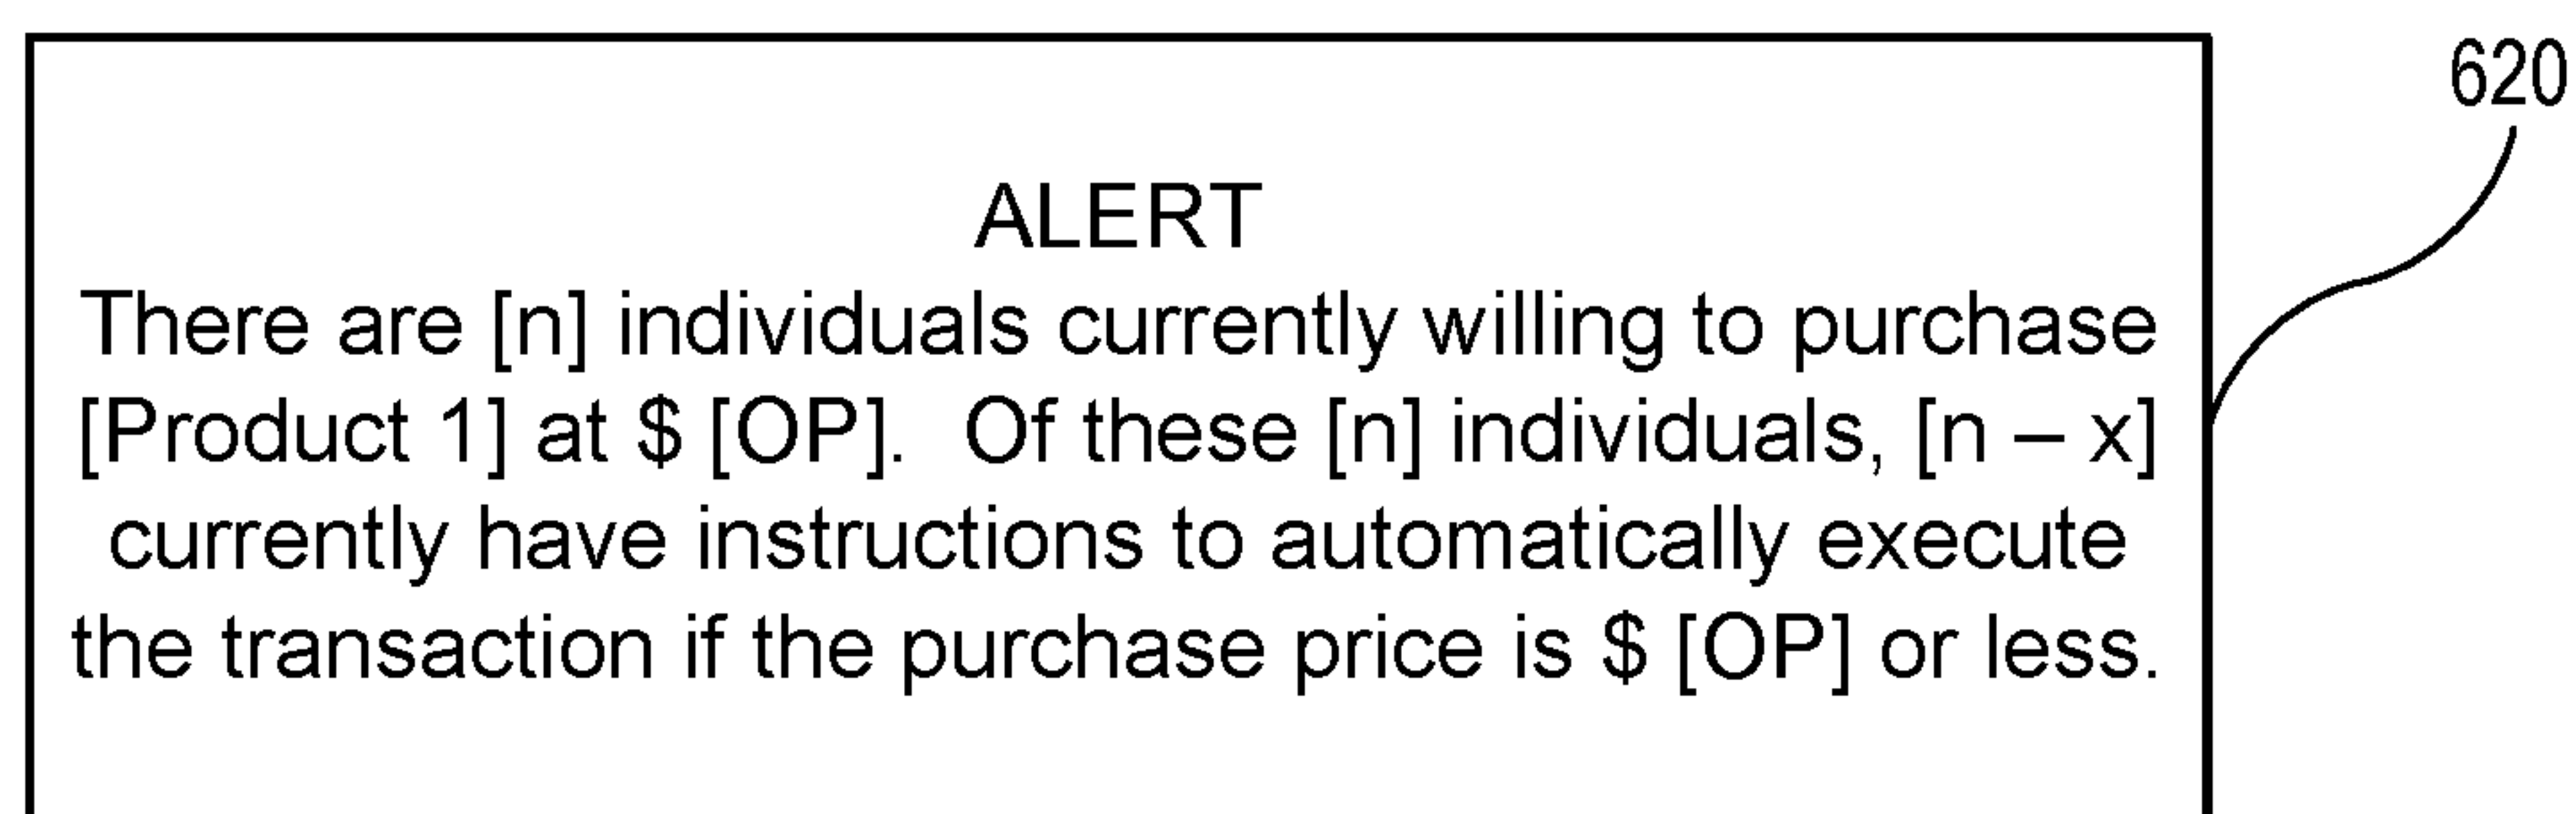 620
ALERT
There are [n] individuals currently willing to purchase
[Product 1] at $ [OP].  Of these [n] individuals, [n – x]
currently have instructions to automatically execute
the transaction if the purchase price is $ [OP] or less.